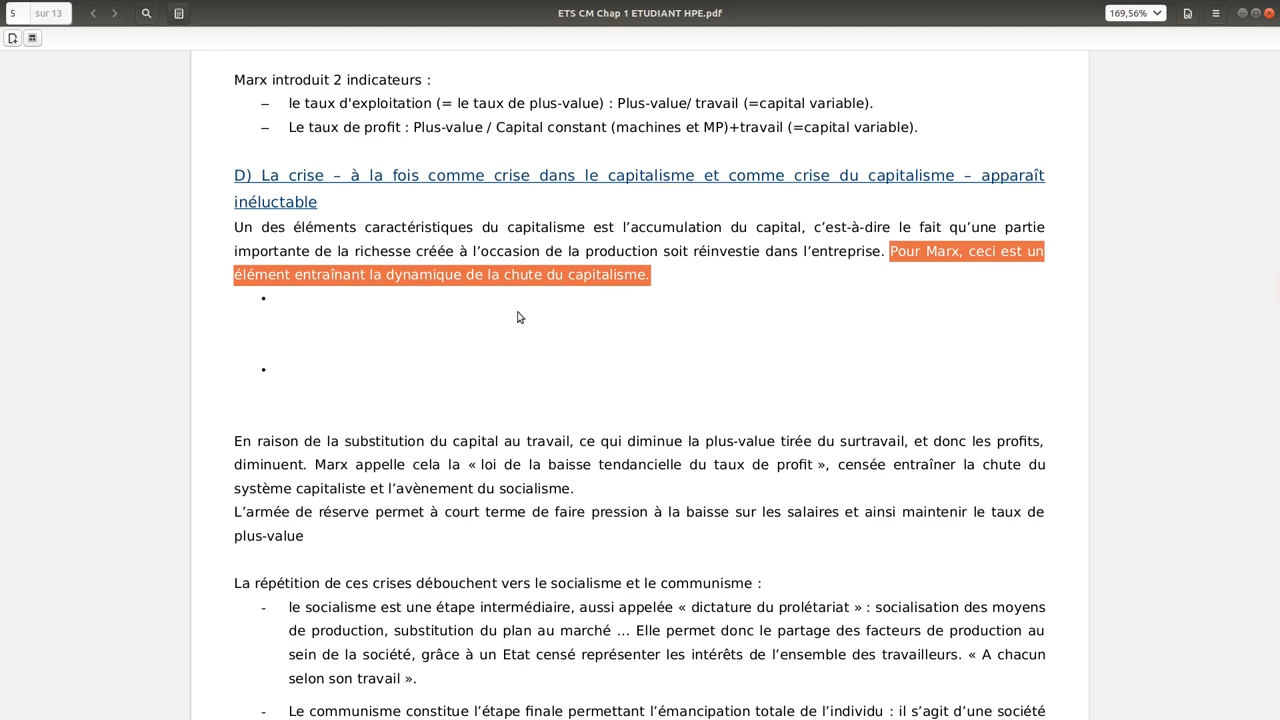 5 sur 13
ETS CM Chap 1 ETUDIANT HPE.pdf
169,56%
Marx introduit 2 indicateurs :
– le taux d'exploitation (= le taux de plus-value) : Plus-value/ travail (=capital variable).
– Le taux de profit : Plus-value / Capital constant (machines et MP)+travail (=capital variable).
D) La crise – à la fois comme crise dans le capitalisme et comme crise du capitalisme – apparaît
inéluctable
Un des éléments caractéristiques du capitalisme est l’accumulation du capital, c’est-à-dire le fait qu’une partie
importante de la richesse créée à l’occasion de la production soit réinvestie dans l’entreprise. Pour Marx, ceci est un
élément entraînant la dynamique de la chute du capitalisme.
•
•
En raison de la substitution du capital au travail, ce qui diminue la plus-value tirée du surtravail, et donc les profits,
diminuent. Marx appelle cela la « loi de la baisse tendancielle du taux de profit », censée entraîner la chute du
système capitaliste et l’avènement du socialisme.
L’armée de réserve permet à court terme de faire pression à la baisse sur les salaires et ainsi maintenir le taux de
plus-value
La répétition de ces crises débouchent vers le socialisme et le communisme :
- le socialisme est une étape intermédiaire, aussi appelée « dictature du prolétariat » : socialisation des moyens
de production, substitution du plan au marché … Elle permet donc le partage des facteurs de production au
sein de la société, grâce à un Etat censé représenter les intérêts de l’ensemble des travailleurs. « A chacun
selon son travail ».
- Le communisme constitue l’étape finale permettant l’émancipation totale de l’individu : il s’agit d’une société